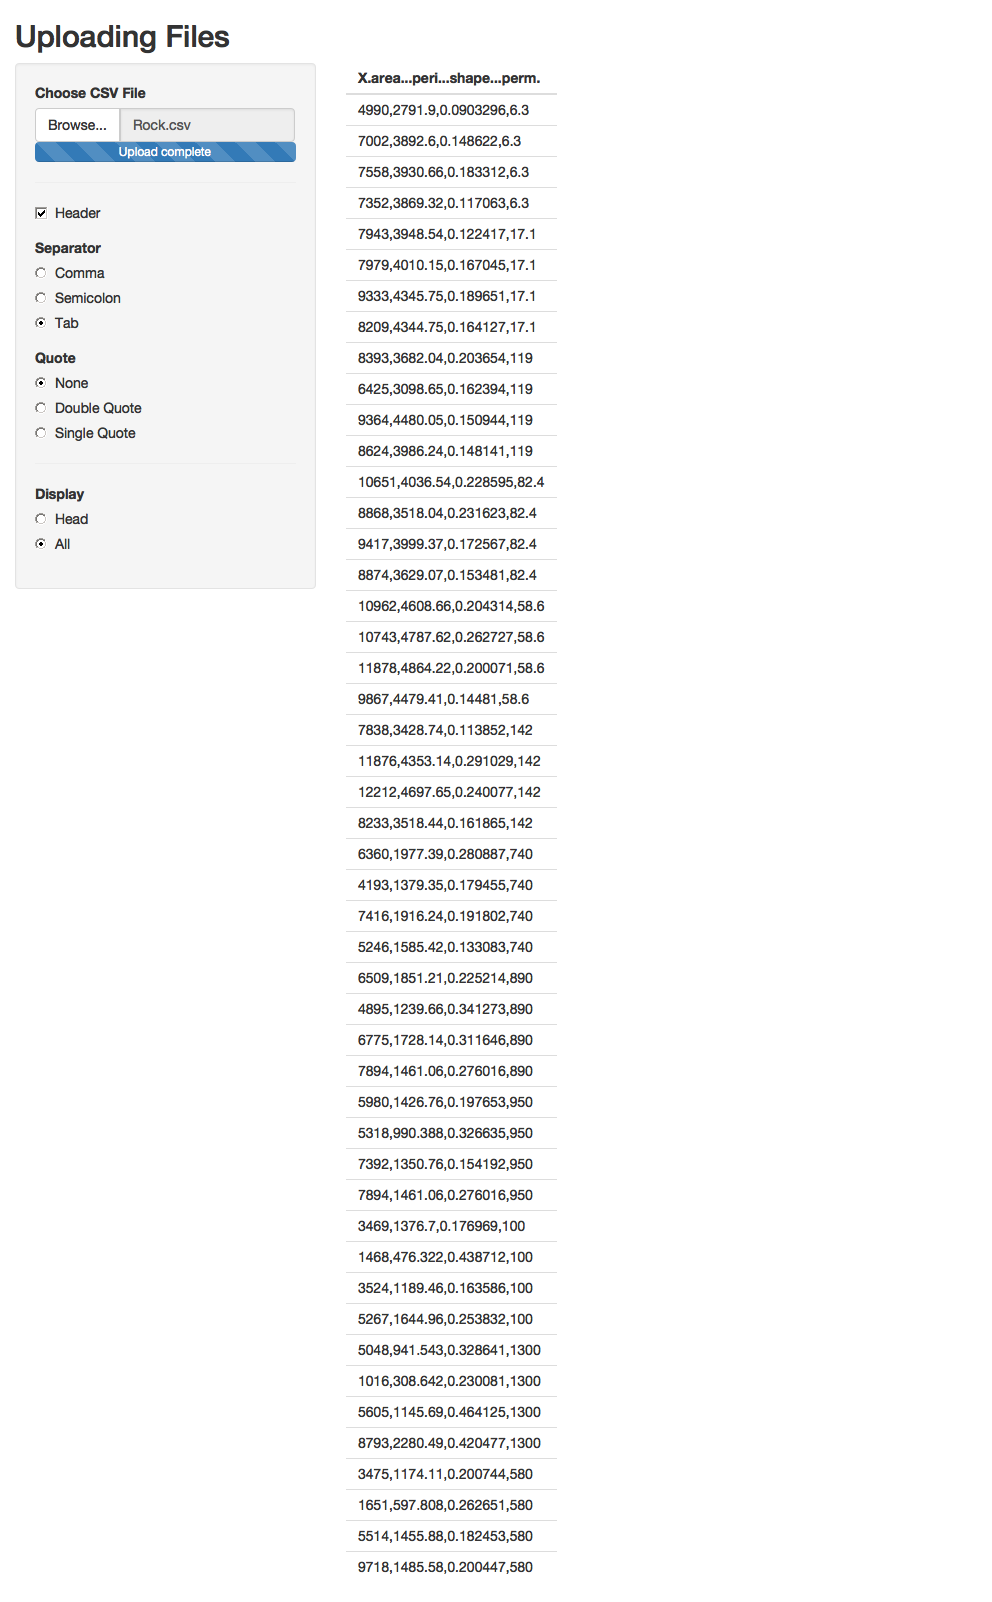 Uploading Files
Choose CSV File
Browse... Rock.csv
Upload complete
Header
Separator
Comma
Semicolon
Tab
Quote
None
Double Quote
Single Quote
Display
Head
All
X.area...peri...shape...perm.
4990,2791.9,0.0903296,6.3
7002,3892.6,0.148622,6.3
7558,3930.66,0.183312,6.3
7352,3869.32,0.117063,6.3
7943,3948.54,0.122417,17.1
7979,4010.15,0.167045,17.1
9333,4345.75,0.189651,17.1
8209,4344.75,0.164127,17.1
8393,3682.04,0.203654,119
6425,3098.65,0.162394,119
9364,4480.05,0.150944,119
8624,3986.24,0.148141,119
10651,4036.54,0.228595,82.4
8868,3518.04,0.231623,82.4
9417,3999.37,0.172567,82.4
8874,3629.07,0.153481,82.4
10962,4608.66,0.204314,58.6
10743,4787.62,0.262727,58.6
11878,4864.22,0.200071,58.6
9867,4479.41,0.14481,58.6
7838,3428.74,0.113852,142
11876,4353.14,0.291029,142
12212,4697.65,0.240077,142
8233,3518.44,0.161865,142
6360,1977.39,0.280887,740
4193,1379.35,0.179455,740
7416,1916.24,0.191802,740
5246,1585.42,0.133083,740
6509,1851.21,0.225214,890
4895,1239.66,0.341273,890
6775,1728.14,0.311646,890
7894,1461.06,0.276016,890
5980,1426.76,0.197653,950
5318,990.388,0.326635,950
7392,1350.76,0.154192,950
7894,1461.06,0.276016,950
3469,1376.7,0.176969,100
1468,476.322,0.438712,100
3524,1189.46,0.163586,100
5267,1644.96,0.253832,100
5048,941.543,0.328641,1300
1016,308.642,0.230081,1300
5605,1145.69,0.464125,1300
8793,2280.49,0.420477,1300
3475,1174.11,0.200744,580
1651,597.808,0.262651,580
5514,1455.88,0.182453,580
9718,1485.58,0.200447,580